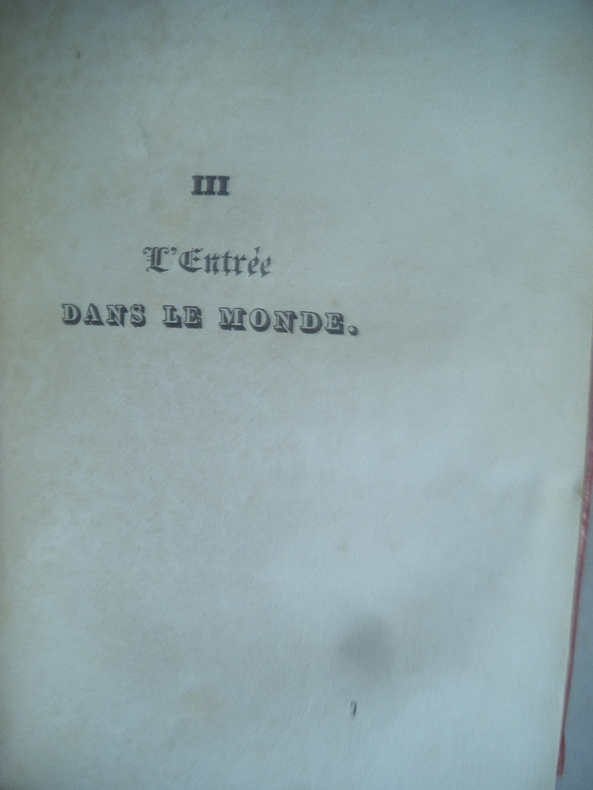 III
L'Entrée
DANS LE MONDE.